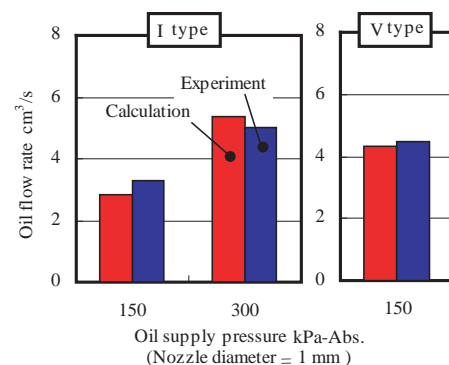 I type
V type
Oil flow rate cm³/s
8
6
4
2
0
Experiment
Calculation
8
6
4
2
0
150
300
150
Oil supply pressure kPa-Abs.
(Nozzle diameter = 1 mm )